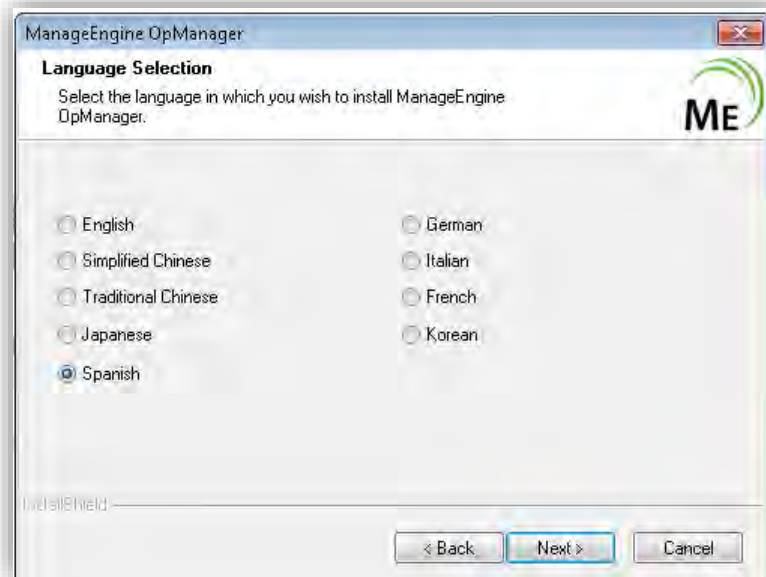 ManageEngine OpManager
Language Selection
Select the language in which you wish to install ManageEngine
OpManager.
ME
English
German
Simplified Chinese
Italian
Traditional Chinese
French
Japanese
Korean
Spanish
InstallShield
< Back
Next >
Cancel